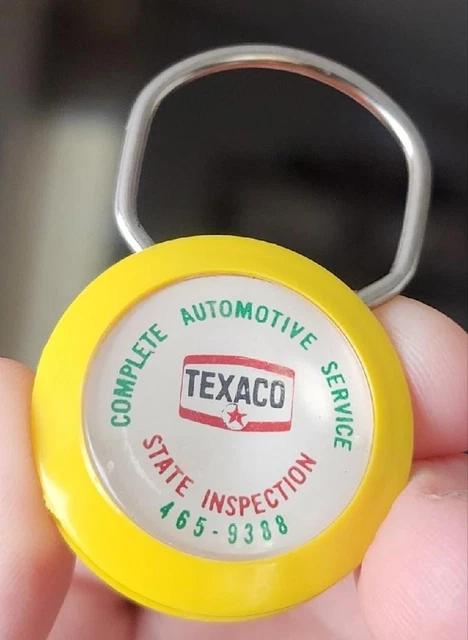 COMPLETE AUTOMOTIVE SERVICE
TEXACO
STATE INSPECTION
465-9388